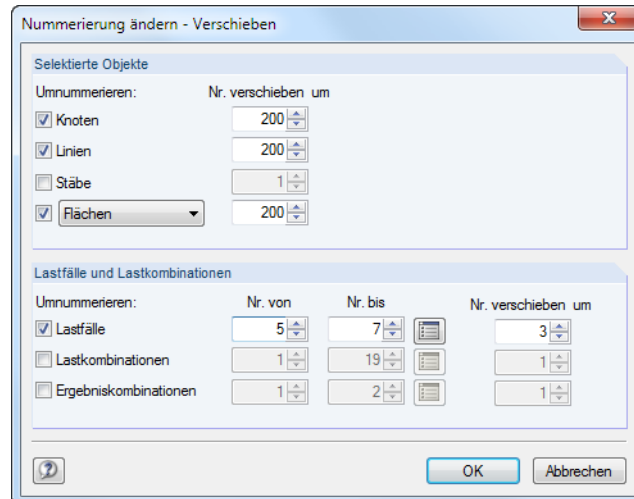 Nummerierung ändern - Verschieben
Selektierte Objekte
Umnummerieren: Nr. verschieben um
Knoten 200
Linien 200
Stäbe 1
Flächen 200
Lastfälle und Lastkombinationen
Umnummerieren: Nr. von Nr. bis Nr. verschieben um
Lastfälle 5 7 3
Lastkombinationen 1 19 1
Ergebniskombinationen 1 2 1
OK Abbrechen